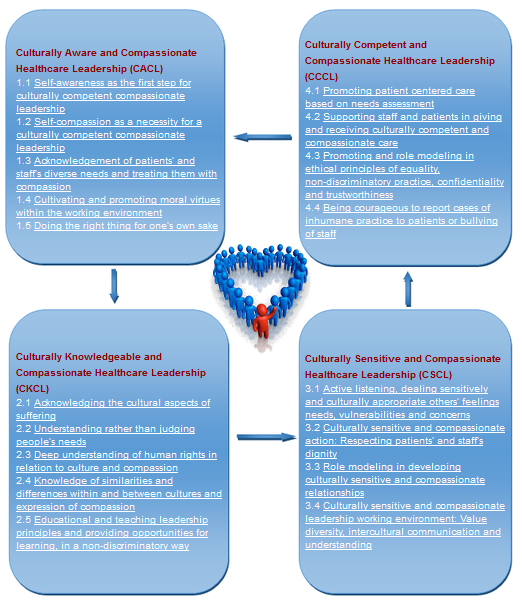 Culturally Aware and Compassionate
Healthcare Leadership (CACL)
1.1 Self-awareness as the first step for
culturally competent compassionate
leadership
1.2 Self-compassion as a necessity for a
culturally competent compassionate
leadership
1.3 Acknowledgement of patients' and
staff's diverse needs and treating them with
compassion
1.4 Cultivating and promoting moral virtues
within the working environment
1.5 Doing the right thing for one's own sake
Culturally Competent and
Compassionate Healthcare Leadership
(CCCL)
4.1 Promoting patient centered care
based on needs assessment
4.2 Supporting staff and patients in giving
and receiving culturally competent and
compassionate care
4.3 Promoting and role modeling in
ethical principles of equality,
non-discriminatory practice, confidentiality
and trustworthiness
4.4 Being courageous to report cases of
inhumane practice to patients or bullying
of staff
Culturally Knowledgeable and
Compassionate Healthcare Leadership
(CKCL)
2.1 Acknowledging the cultural aspects of
suffering
2.2 Understanding rather than judging
people's needs
2.3 Deep understanding of human rights in
relation to culture and compassion
2.4 Knowledge of similarities and
differences within and between cultures and
expression of compassion
2.5 Educational and teaching leadership
principles and providing opportunities for
learning, in a non-discriminatory way
Culturally Sensitive and Compassionate
Healthcare Leadership (CSCL)
3.1 Active listening, dealing sensitively
and culturally appropriate others' feelings
needs, vulnerabilities and concerns
3.2 Culturally sensitive and compassionate
action: Respecting patients' and staff's
dignity
3.3 Role modeling in developing
culturally sensitive and compassionate
relationships
3.4 Culturally sensitive and compassionate
leadership working environment: Value
diversity, intercultural communication and
understanding